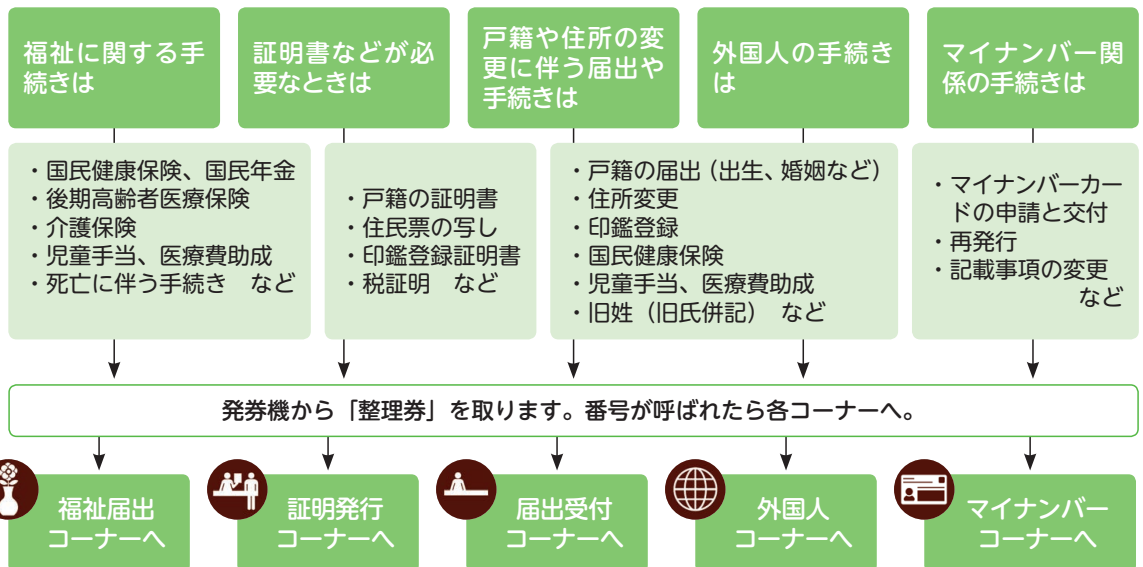 福祉に関する手
続きは
証明書などが必
要なときは
戸籍や住所の変
更に伴う届出や
手続きは
外国人の手続き
は
マイナンバー関
係の手続きは
・国民健康保険、国民年金
・後期高齢者医療保険
・介護保険
・児童手当、医療費助成
・死亡に伴う手続き　など
・戸籍の証明書
・住民票の写し
・印鑑登録証明書
・税証明　など
・戸籍の届出（出生、婚姻など）
・住所変更
・印鑑登録
・国民健康保険
・児童手当、医療費助成
・旧姓（旧氏併記）　など
・マイナンバーカー
ドの申請と交付
・再発行
・記載事項の変更
など
発券機から「整理券」を取ります。番号が呼ばれたら各コーナーへ。
福祉届出
コーナーへ
証明発行
コーナーへ
届出受付
コーナーへ
外国人
コーナーへ
マイナンバー
コーナーへ